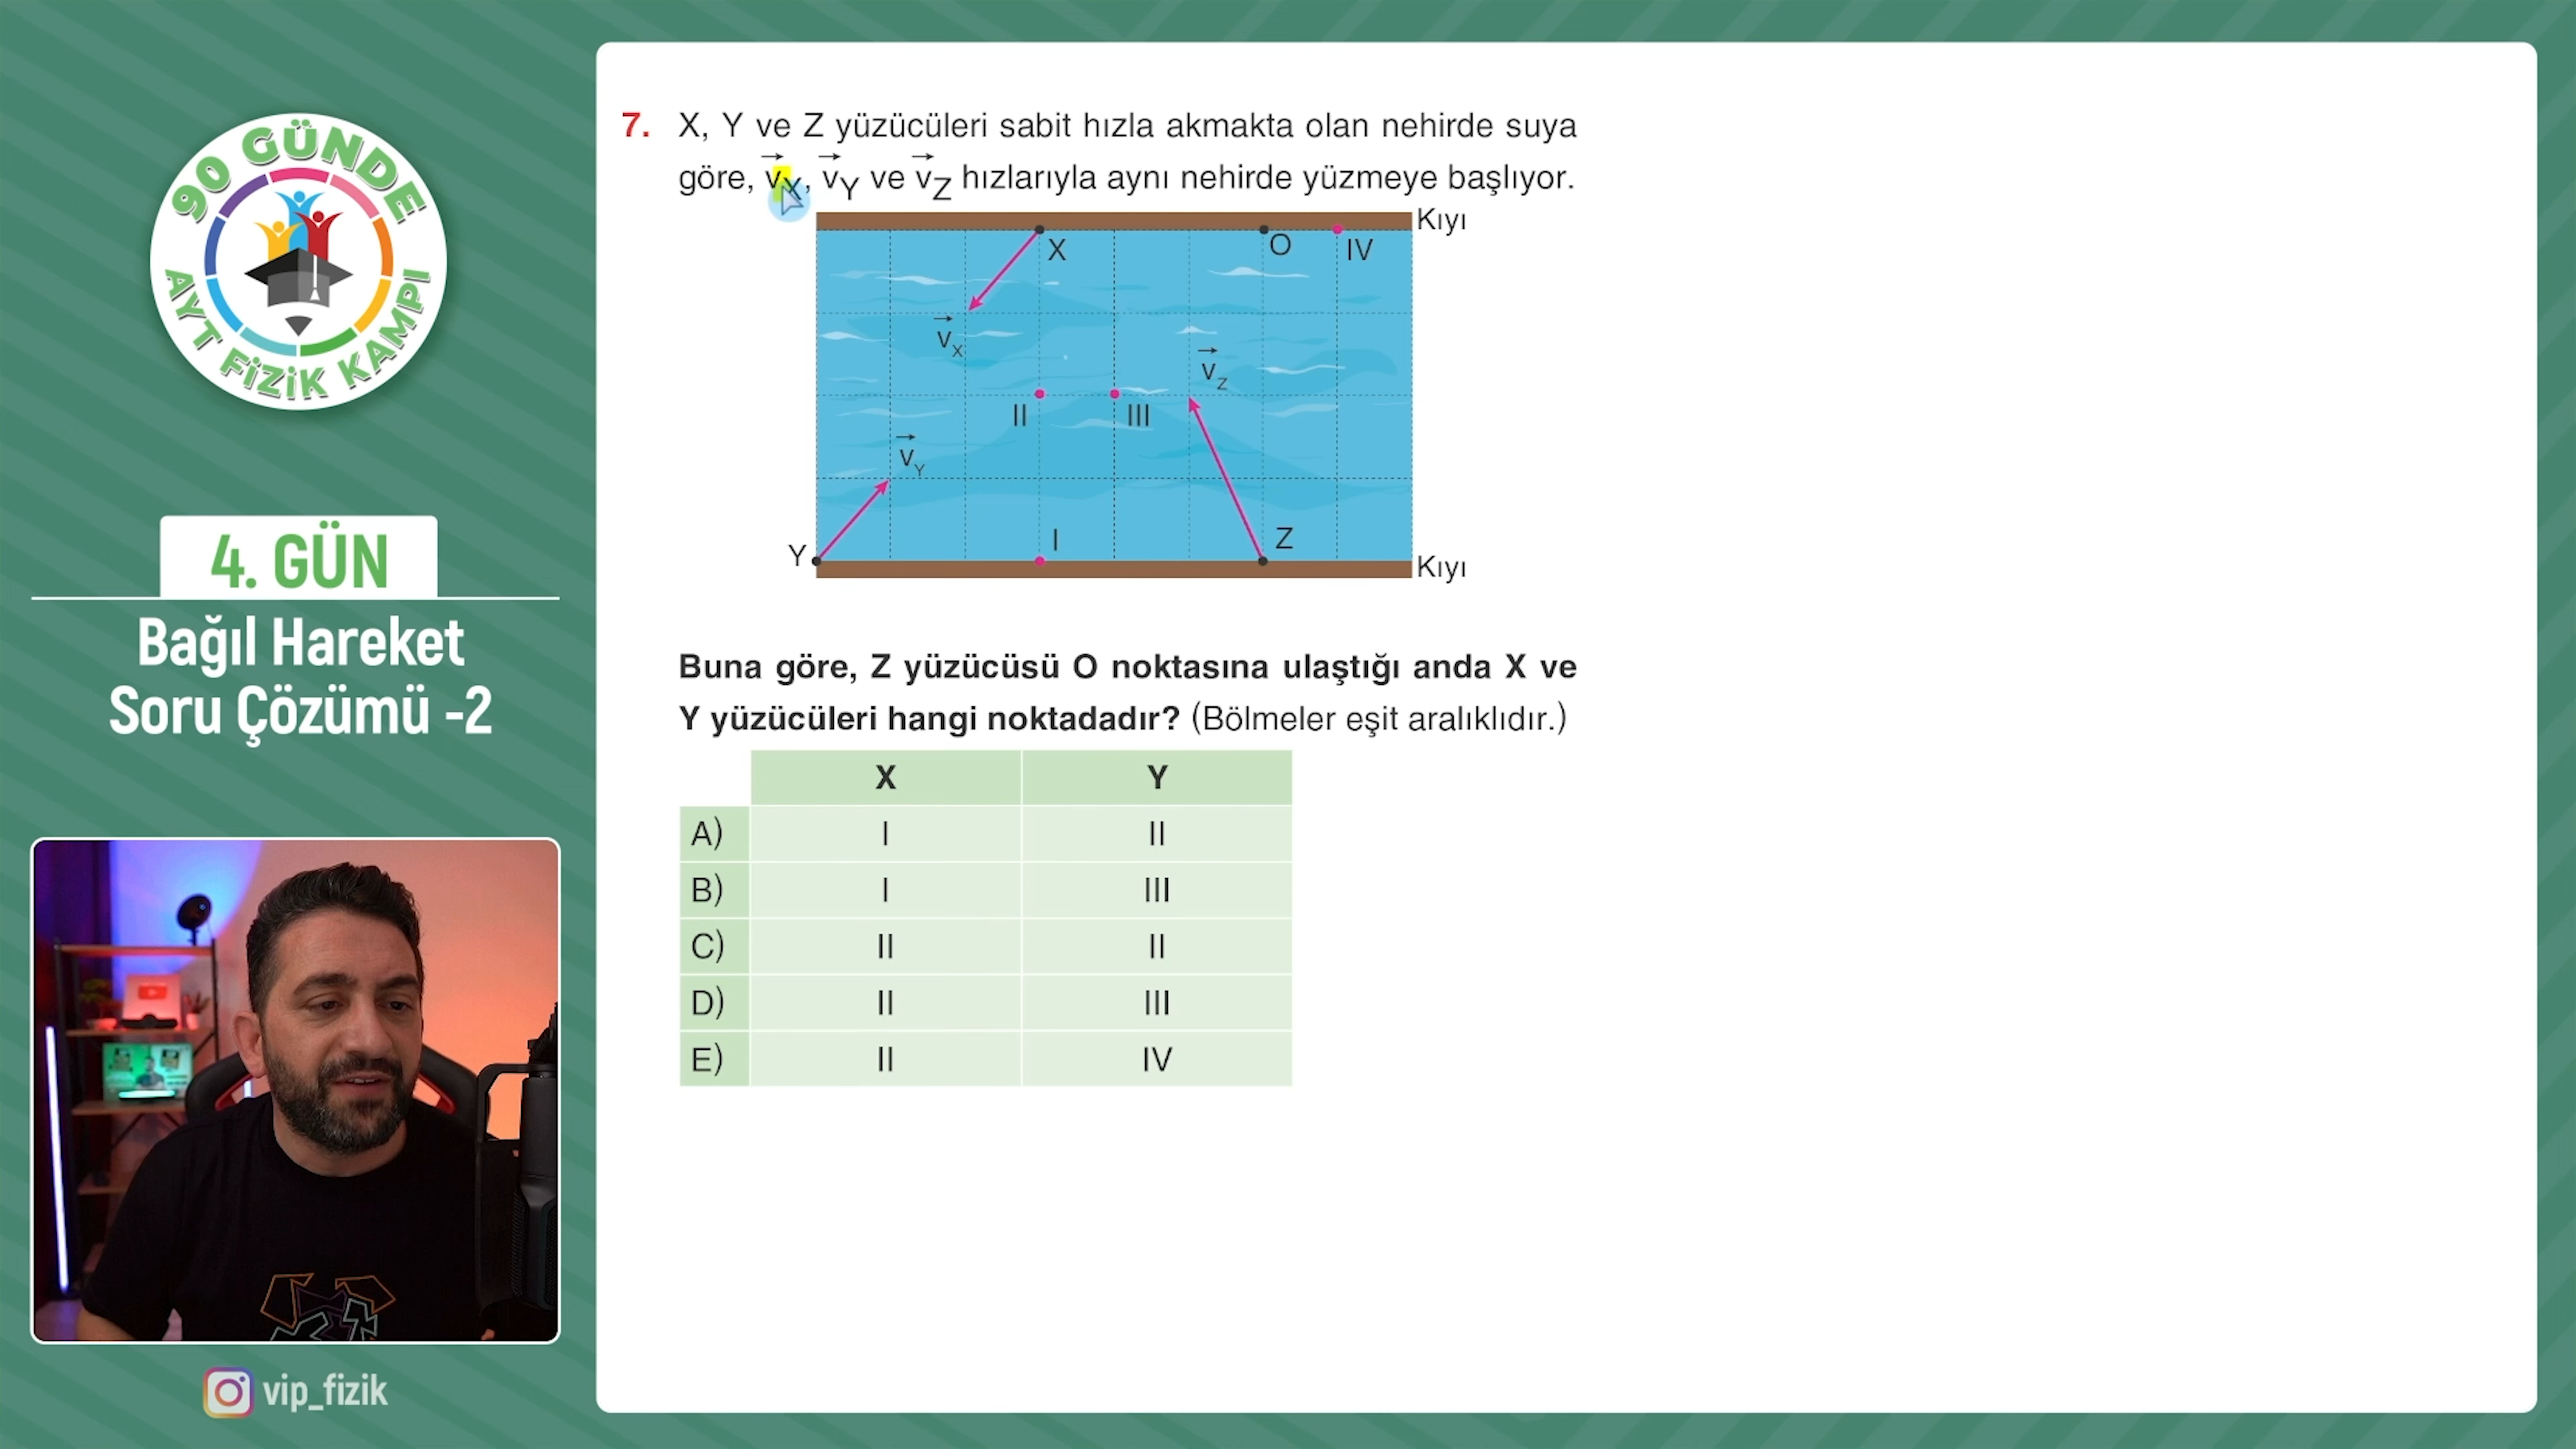 90 GÜNDE
AYT FİZİK KAMPI
4. GÜN
Bağıl Hareket
Soru Çözümü -2
vip_fizik
7. X, Y ve Z yüzücüleri sabit hızla akmakta olan nehirde suya
göre, v⃗X, v⃗Y ve v⃗Z hızlarıyla aynı nehirde yüzmeye başlıyor.
Kıyı
X
O
IV
v⃗X
v⃗Z
II
III
v⃗Y
I
Z
Y
Kıyı
Buna göre, Z yüzücüsü O noktasına ulaştığı anda X ve
Y yüzücüleri hangi noktadadır? (Bölmeler eşit aralıklıdır.)
X Y
A) I II
B) I III
C) II II
D) II III
E) II IV